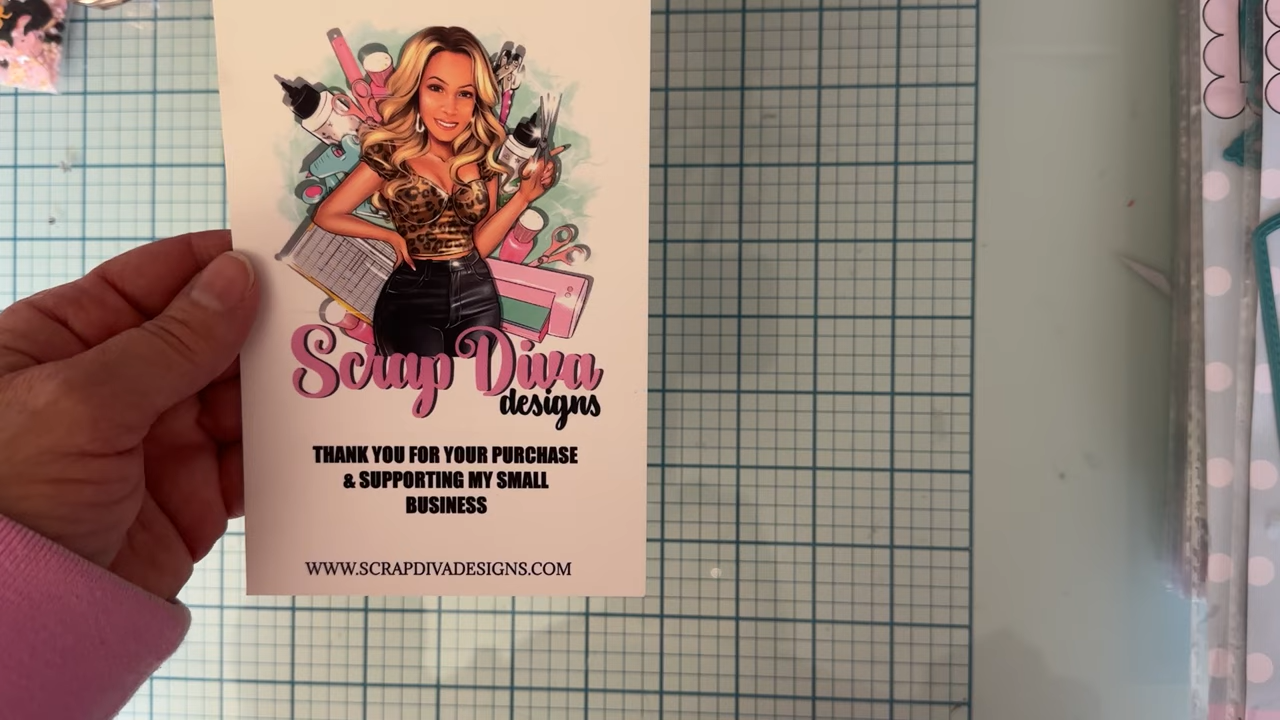 Scrap Diva
designs
THANK YOU FOR YOUR PURCHASE
& SUPPORTING MY SMALL
BUSINESS
WWW.SCRAPDIVADESIGNS.COM